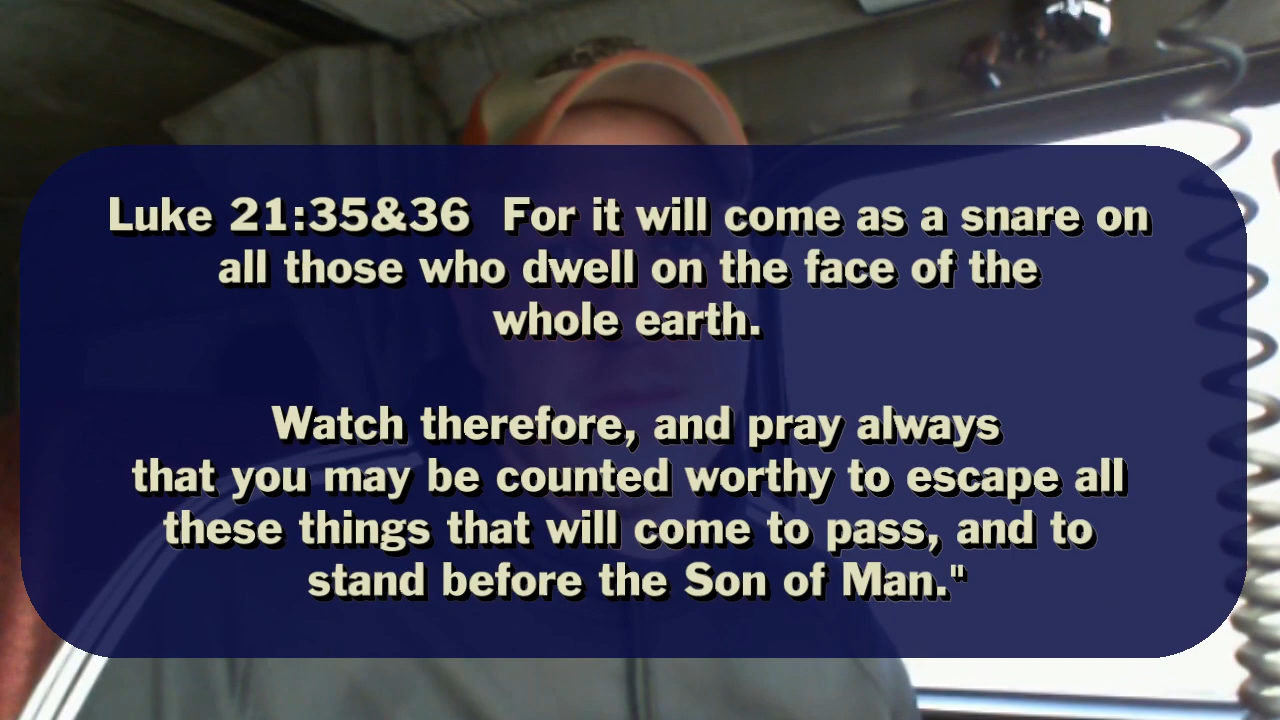 Luke 21:35&36 For it will come as a snare on
all those who dwell on the face of the
whole earth.
Watch therefore, and pray always
that you may be counted worthy to escape all
these things that will come to pass, and to
stand before the Son of Man."